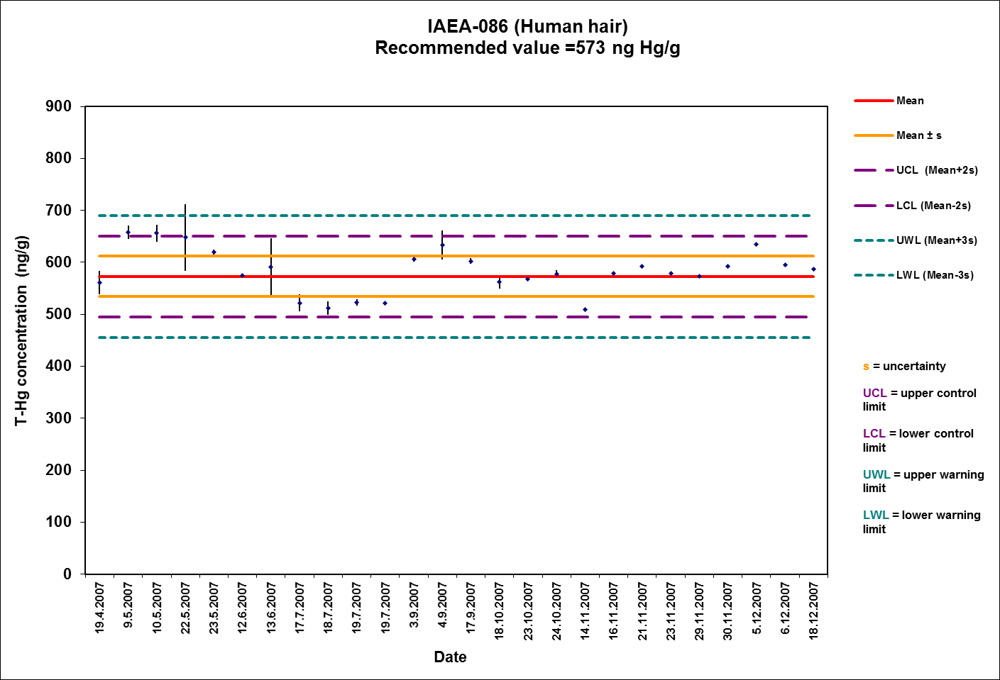 IAEA-086 (Human hair)
Recommended value =573 ng Hg/g
T-Hg concentration (ng/g)
900
800
700
600
500
400
300
200
100
0
19.4.2007
9.5.2007
10.5.2007
22.5.2007
23.5.2007
12.6.2007
13.6.2007
17.7.2007
18.7.2007
19.7.2007
19.7.2007
3.9.2007
4.9.2007
17.9.2007
18.10.2007
23.10.2007
24.10.2007
14.11.2007
16.11.2007
21.11.2007
23.11.2007
29.11.2007
30.11.2007
5.12.2007
6.12.2007
18.12.2007
Date
Mean
Mean ± s
UCL (Mean+2s)
LCL (Mean-2s)
UWL (Mean+3s)
LWL (Mean-3s)
s = uncertainty
UCL = upper control
limit
LCL = lower control
limit
UWL = upper warning
limit
LWL = lower warning
limit